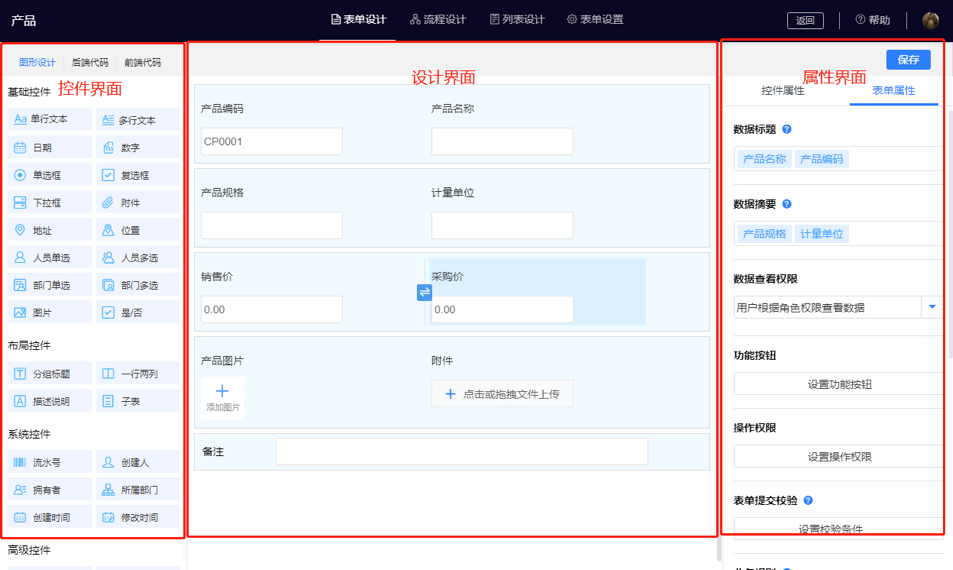 产品
表单设计 流程设计 列表设计 表单设置
返回 帮助
图形设计 后端代码 前端代码
控件界面
基础控件
Aa 单行文本 多行文本
日期 数字
单选框 复选框
下拉框 附件
地址 位置
人员单选 人员多选
部门单选 部门多选
图片 是/否
布局控件
分组标题 一行两列
描述说明 子表
系统控件
流水号 创建人
拥有者 所属部门
创建时间 修改时间
高级控件
设计界面
产品编码 产品名称
CP0001
产品规格 计量单位
销售价 采购价
0.00 0.00
产品图片 附件
添加图片 点击或拖拽文件上传
备注
保存
属性界面
控件属性 表单属性
数据标题
产品名称 产品编码
数据摘要
产品规格 计量单位
数据查看权限
用户根据角色权限查看数据
功能按钮
设置功能按钮
操作权限
设置操作权限
表单提交校验
设置校验条件